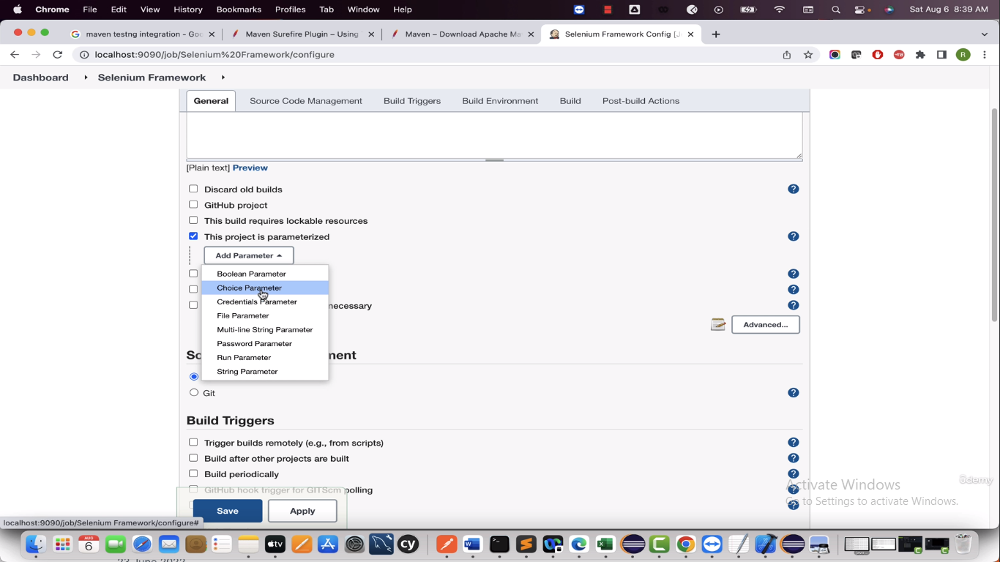 Chrome File Edit View History Bookmarks Profiles Tab Window Help Sat Aug 6 8:39 AM
maven testng integration - Goo Maven Surefire Plugin – Using Maven – Download Apache Ma Selenium Framework Config [J
localhost:9090/job/Selenium%20Framework/configure R
Dashboard Selenium Framework
General Source Code Management Build Triggers Build Environment Build Post-build Actions
[Plain text] Preview
Discard old builds ?
GitHub project
This build requires lockable resources
This project is parameterized ?
Add Parameter
Boolean Parameter ?
Choice Parameter ?
Credentials Parameter necessary ?
File Parameter
Advanced...
Multi-line String Parameter
Password Parameter
Run Parameter
So ment
String Parameter
Git ?
Build Triggers
Trigger builds remotely (e.g., from scripts) ?
Build after other projects are built ?
Build periodically ?
GitHub hook trigger for GITScm polling ?
Activate Windows
Go to Settings to activate Windows.
ûdemy
Save Apply
localhost:9090/job/Selenium Framework/configure#
AUG
6
tv
cy
23 June 2022